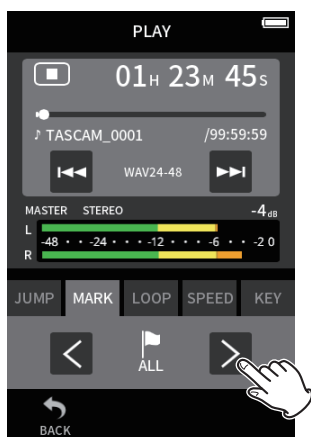 PLAY
01H 23M 45S
♪ TASCAM_0001 /99:59:59
WAV24-48
MASTER STEREO -4dB
L
-48 • • -24 • • • -12 • • • -6 • • -2 0
R
JUMP MARK LOOP SPEED KEY
ALL
BACK